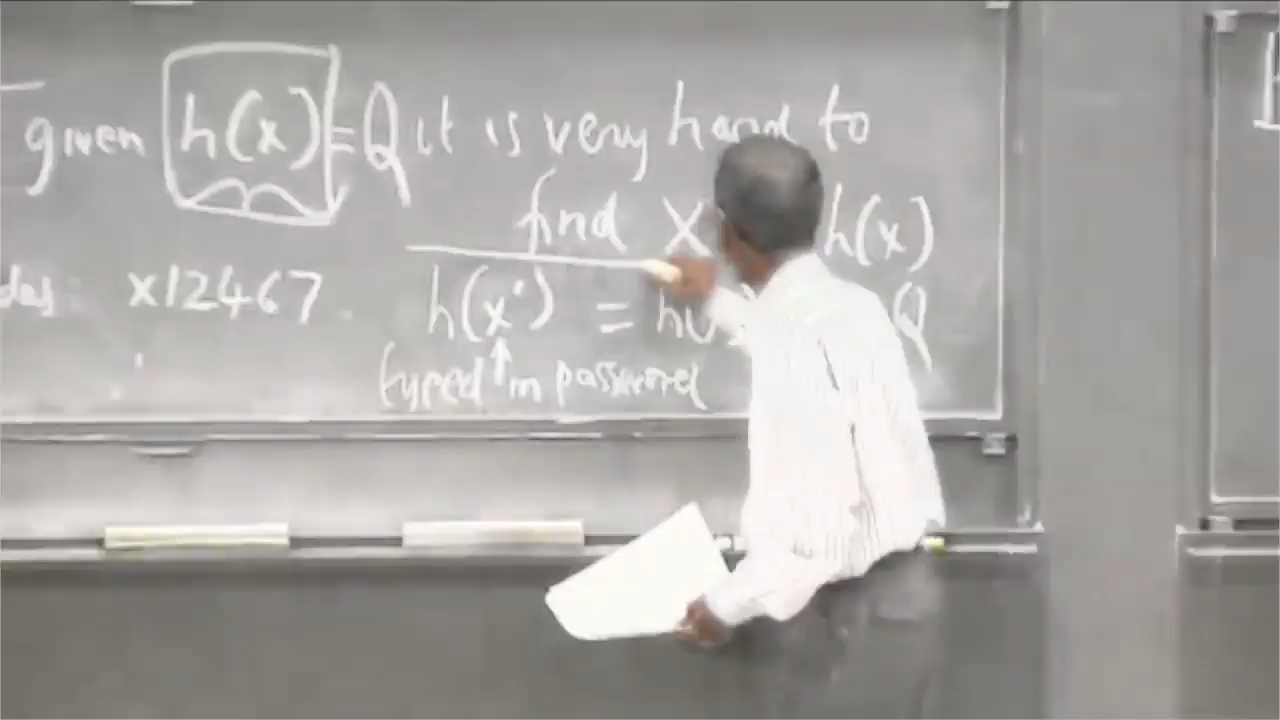 given h(x) = Q it is very hard to
find x h(x)
x12467. h(x') = Q
typed in password